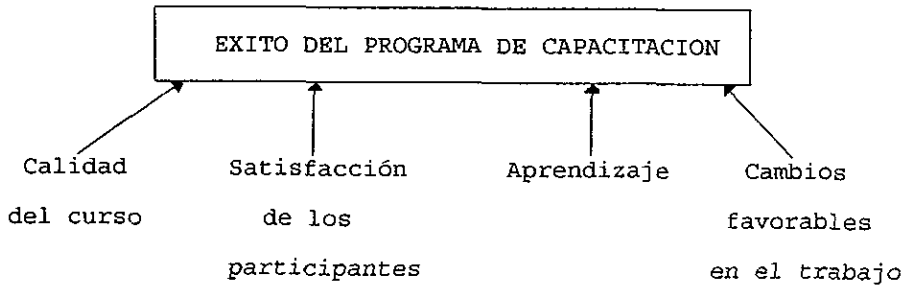 EXITO DEL PROGRAMA DE CAPACITACION
Calidad
del curso
Satisfacción
de los
participantes
Aprendizaje
Cambios
favorables
en el trabajo